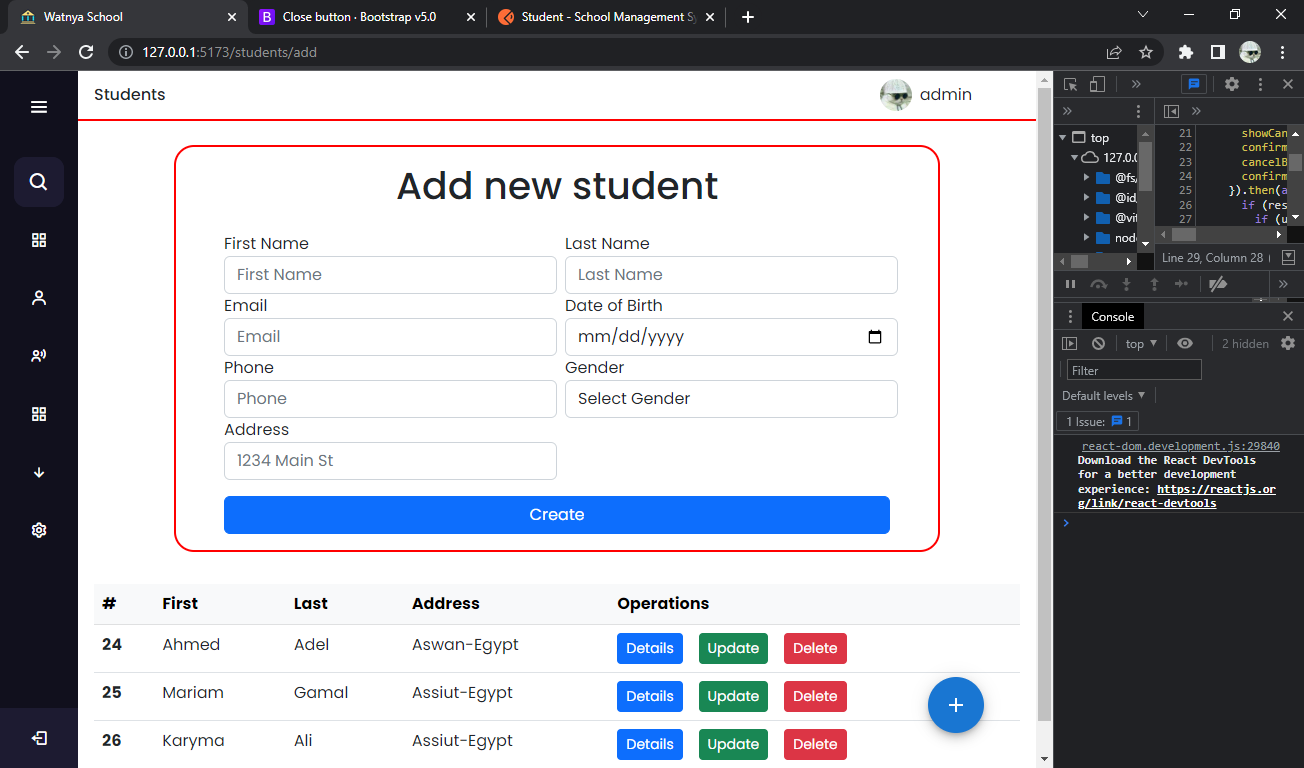 Watnya School
Close button · Bootstrap v5.0
Student - School Management Sy
127.0.0.1:5173/students/add
Students
admin
Add new student
First Name
Last Name
First Name
Last Name
Email
Date of Birth
Email
mm/dd/yyyy
Phone
Gender
Phone
Select Gender
Address
1234 Main St
Create
# First Last Address Operations
24 Ahmed Adel Aswan-Egypt Details Update Delete
25 Mariam Gamal Assiut-Egypt Details Update Delete
26 Karyma Ali Assiut-Egypt Details Update Delete
top
127.0.0
@fs/
@id,
@vit
node
21 showCan
22 confirm
23 cancelB
24 confirm
25 }).then(a
26 if (res
27 if (u
Line 29, Column 28
Console
top
2 hidden
Filter
Default levels
1 Issue: 1
react-dom.development.js:29840
Download the React DevTools
for a better development
experience: https://reactjs.or
g/link/react-devtools